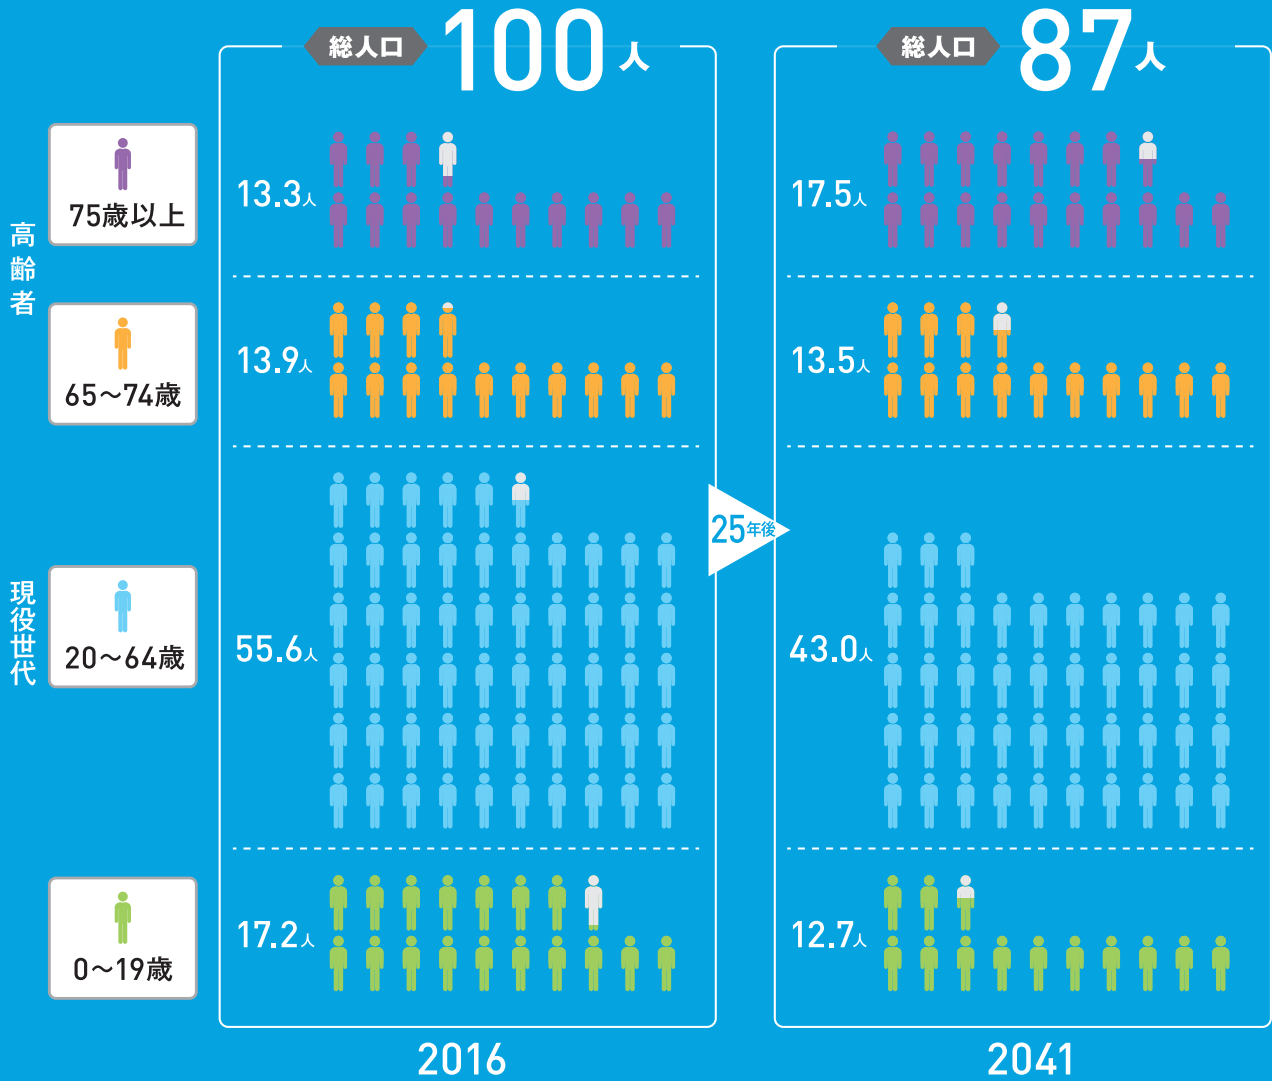 総人口 100人
総人口 87人
高齢者
75歳以上
13.3人
17.5人
65〜74歳
13.9人
13.5人
25年後
現役世代
20〜64歳
55.6人
43.0人
0〜19歳
17.2人
12.7人
2016
2041